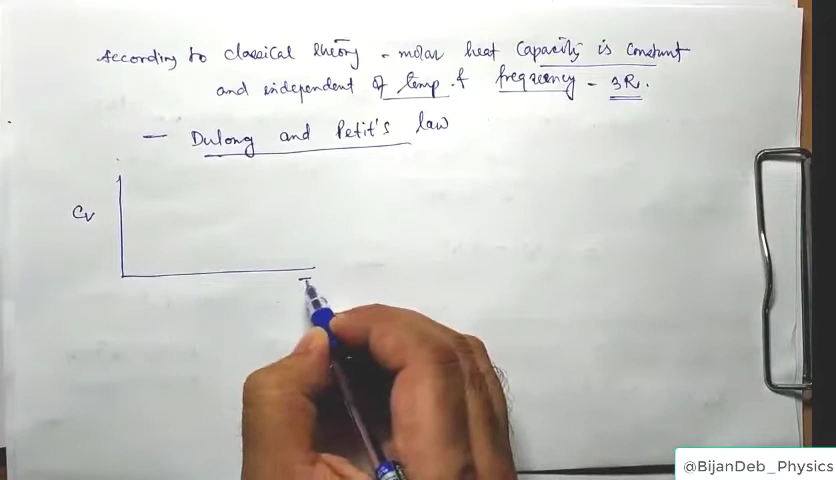 According to classical theory - molar heat capacity is constant
and independent of temp. & frequency - 3R.
- Dulong and Petit's law
Cv
T
@BijanDeb_Physics